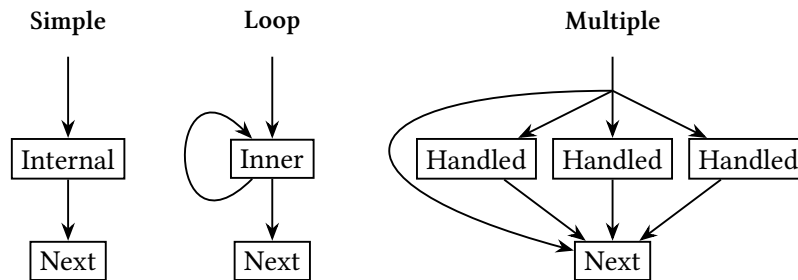 Simple
Loop
Multiple
Internal
Inner
Handled
Handled
Handled
Next
Next
Next